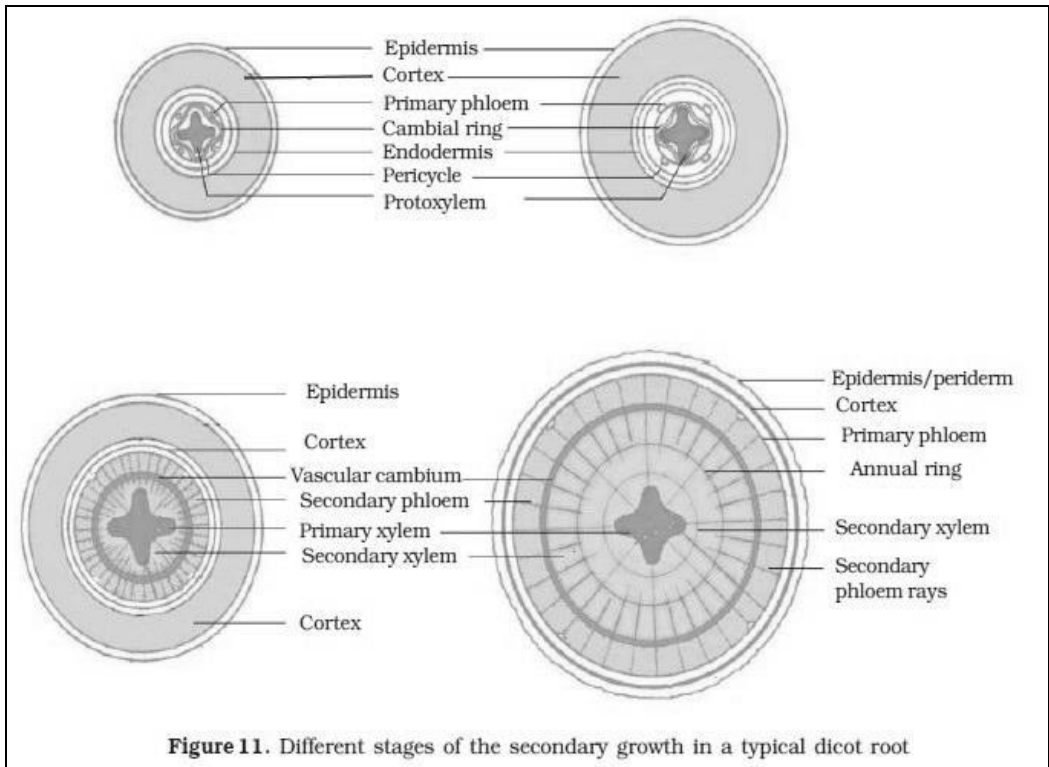 Epidermis
Cortex
Primary phloem
Cambial ring
Endodermis
Pericycle
Protoxylem
Epidermis
Cortex
Vascular cambium
Secondary phloem
Primary xylem
Secondary xylem
Cortex
Epidermis/periderm
Cortex
Primary phloem
Annual ring
Secondary xylem
Secondary
phloem rays
Figure 11. Different stages of the secondary growth in a typical dicot root